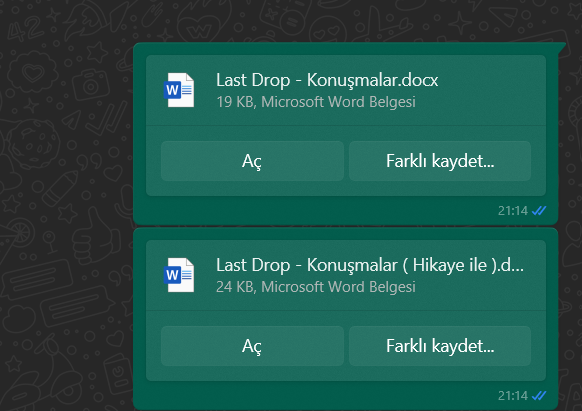 Last Drop - Konuşmalar.docx
19 KB, Microsoft Word Belgesi
Aç
Farklı kaydet...
21:14
Last Drop - Konuşmalar ( Hikaye ile ).d...
24 KB, Microsoft Word Belgesi
Aç
Farklı kaydet...
21:14